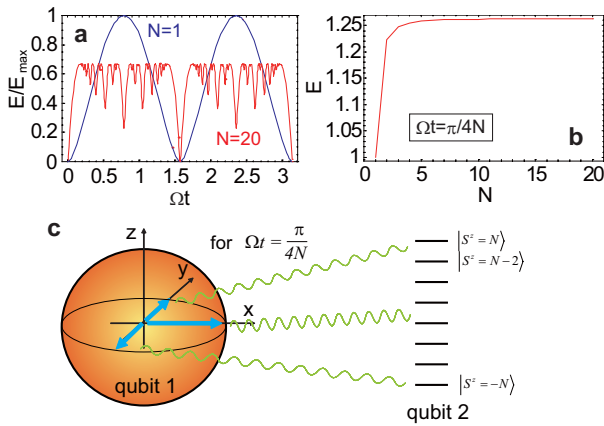 a
N=1
N=20
E/E_max
1
0.8
0.6
0.4
0.2
0
0 0.5 1 1.5 2 2.5 3
Ωt
b
E
1.25
1.2
1.15
1.1
1.05
1
Ωt=π/4N
0 5 10 15 20
N
c
for Ωt = π/4N
z
y
x
qubit 1
|S^z = N⟩
|S^z = N−2⟩
|S^z = −N⟩
qubit 2